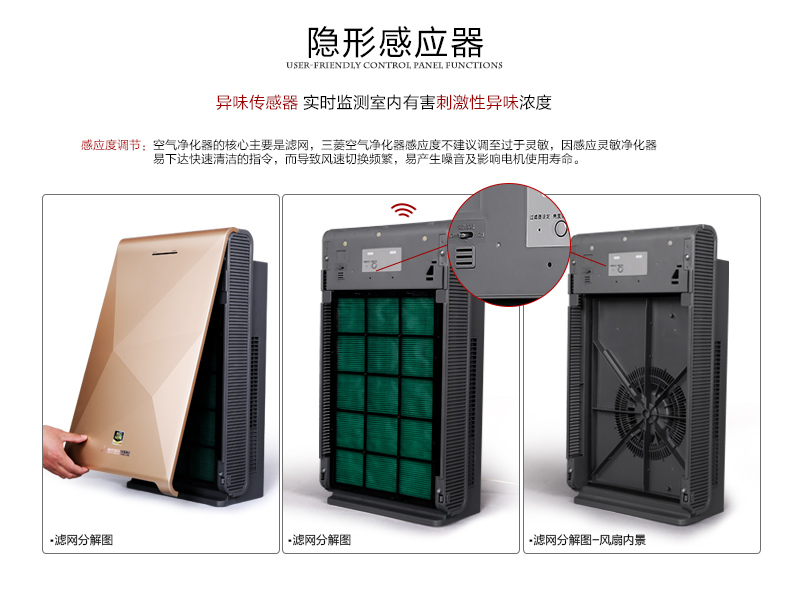 隐形感应器
USER-FRIENDLY CONTROL PANEL FUNCTIONS
异味传感器 实时监测室内有害刺激性异味浓度
感应度调节：空气净化器的核心主要是滤网，三菱空气净化器感应度不建议调至过于灵敏，因感应灵敏净化器
易下达快速清洁的指令，而导致风速切换频繁，易产生噪音及影响电机使用寿命。
▪滤网分解图
▪滤网分解图
▪滤网分解图-风扇内景